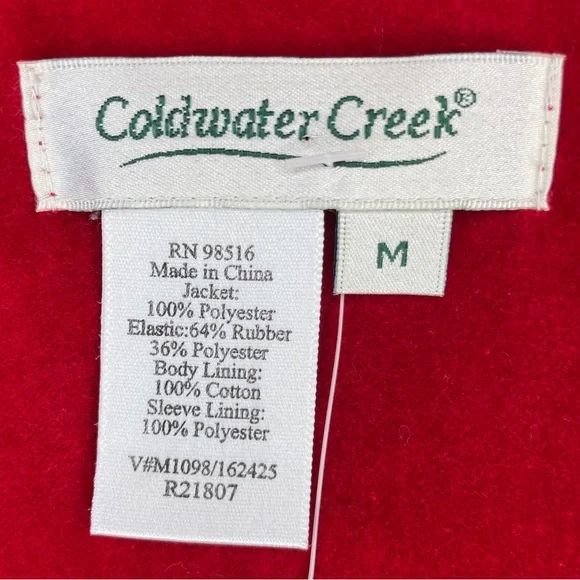 Coldwater Creek®
M
RN 98516
Made in China
Jacket:
100% Polyester
Elastic:64% Rubber
36% Polyester
Body Lining:
100% Cotton
Sleeve Lining:
100% Polyester
V#M1098/162425
R21807